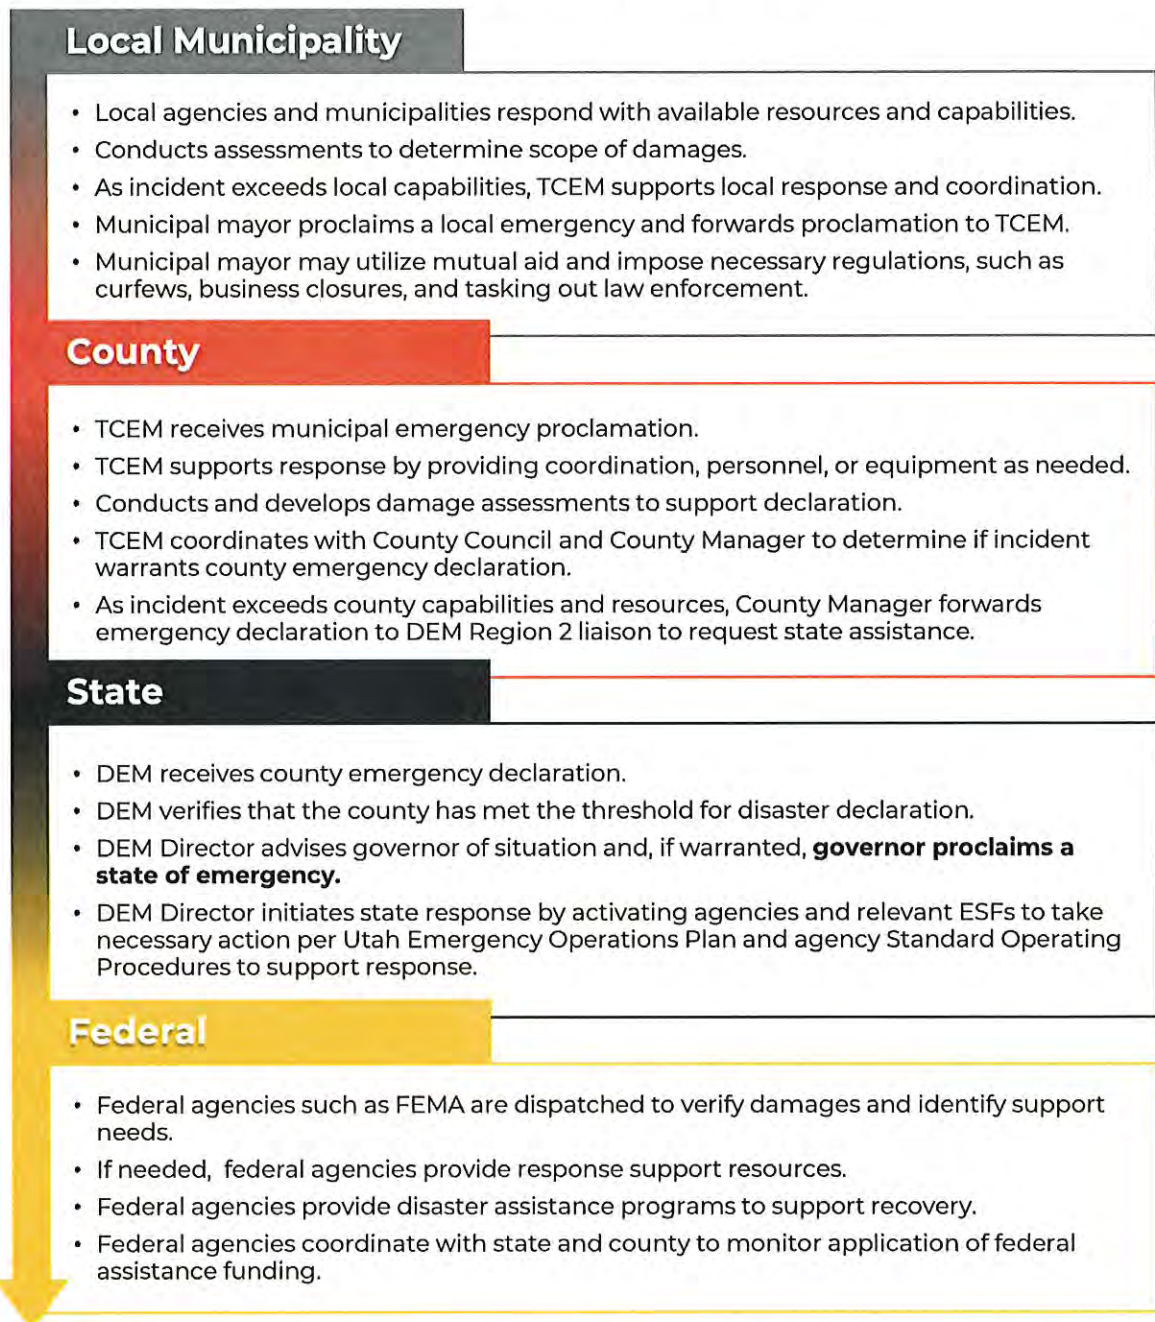 Local Municipality
• Local agencies and municipalities respond with available resources and capabilities.
• Conducts assessments to determine scope of damages.
• As incident exceeds local capabilities, TCEM supports local response and coordination.
• Municipal mayor proclaims a local emergency and forwards proclamation to TCEM.
• Municipal mayor may utilize mutual aid and impose necessary regulations, such as
curfews, business closures, and tasking out law enforcement.
County
• TCEM receives municipal emergency proclamation.
• TCEM supports response by providing coordination, personnel, or equipment as needed.
• Conducts and develops damage assessments to support declaration.
• TCEM coordinates with County Council and County Manager to determine if incident
warrants county emergency declaration.
• As incident exceeds county capabilities and resources, County Manager forwards
emergency declaration to DEM Region 2 liaison to request state assistance.
State
• DEM receives county emergency declaration.
• DEM verifies that the county has met the threshold for disaster declaration.
• DEM Director advises governor of situation and, if warranted, governor proclaims a
state of emergency.
• DEM Director initiates state response by activating agencies and relevant ESFs to take
necessary action per Utah Emergency Operations Plan and agency Standard Operating
Procedures to support response.
Federal
• Federal agencies such as FEMA are dispatched to verify damages and identify support
needs.
• If needed, federal agencies provide response support resources.
• Federal agencies provide disaster assistance programs to support recovery.
• Federal agencies coordinate with state and county to monitor application of federal
assistance funding.